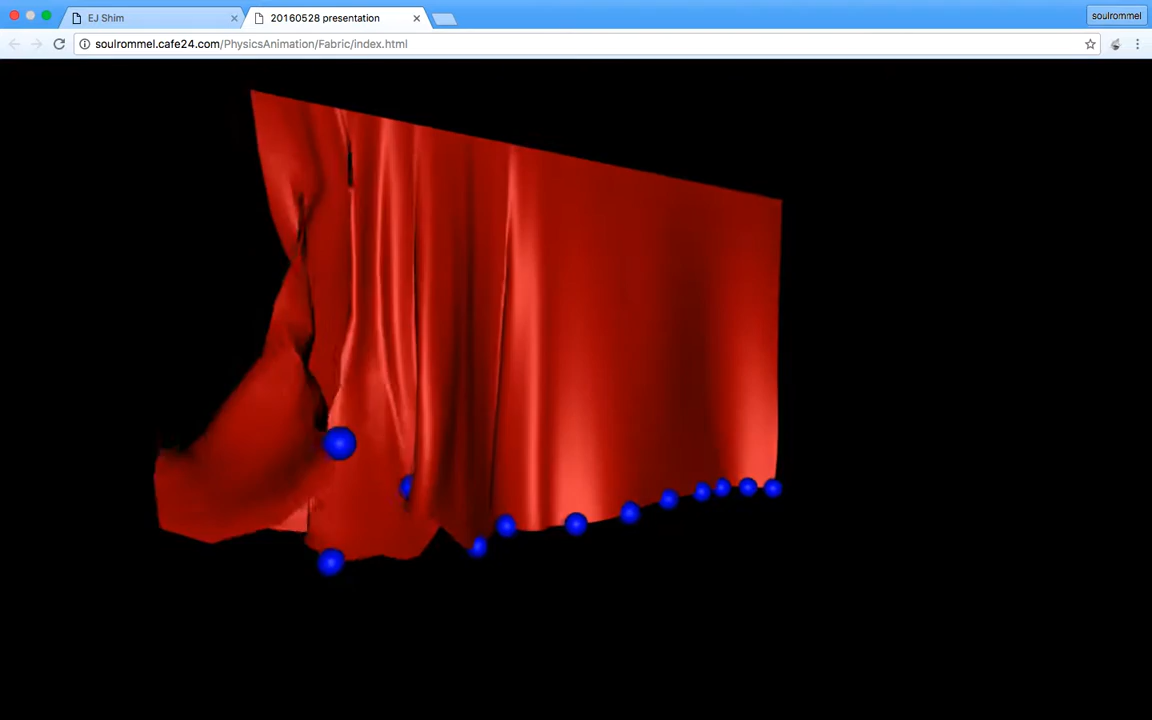 EJ Shim
20160528 presentation
soulrommel
soulrommel.cafe24.com/PhysicsAnimation/Fabric/index.html